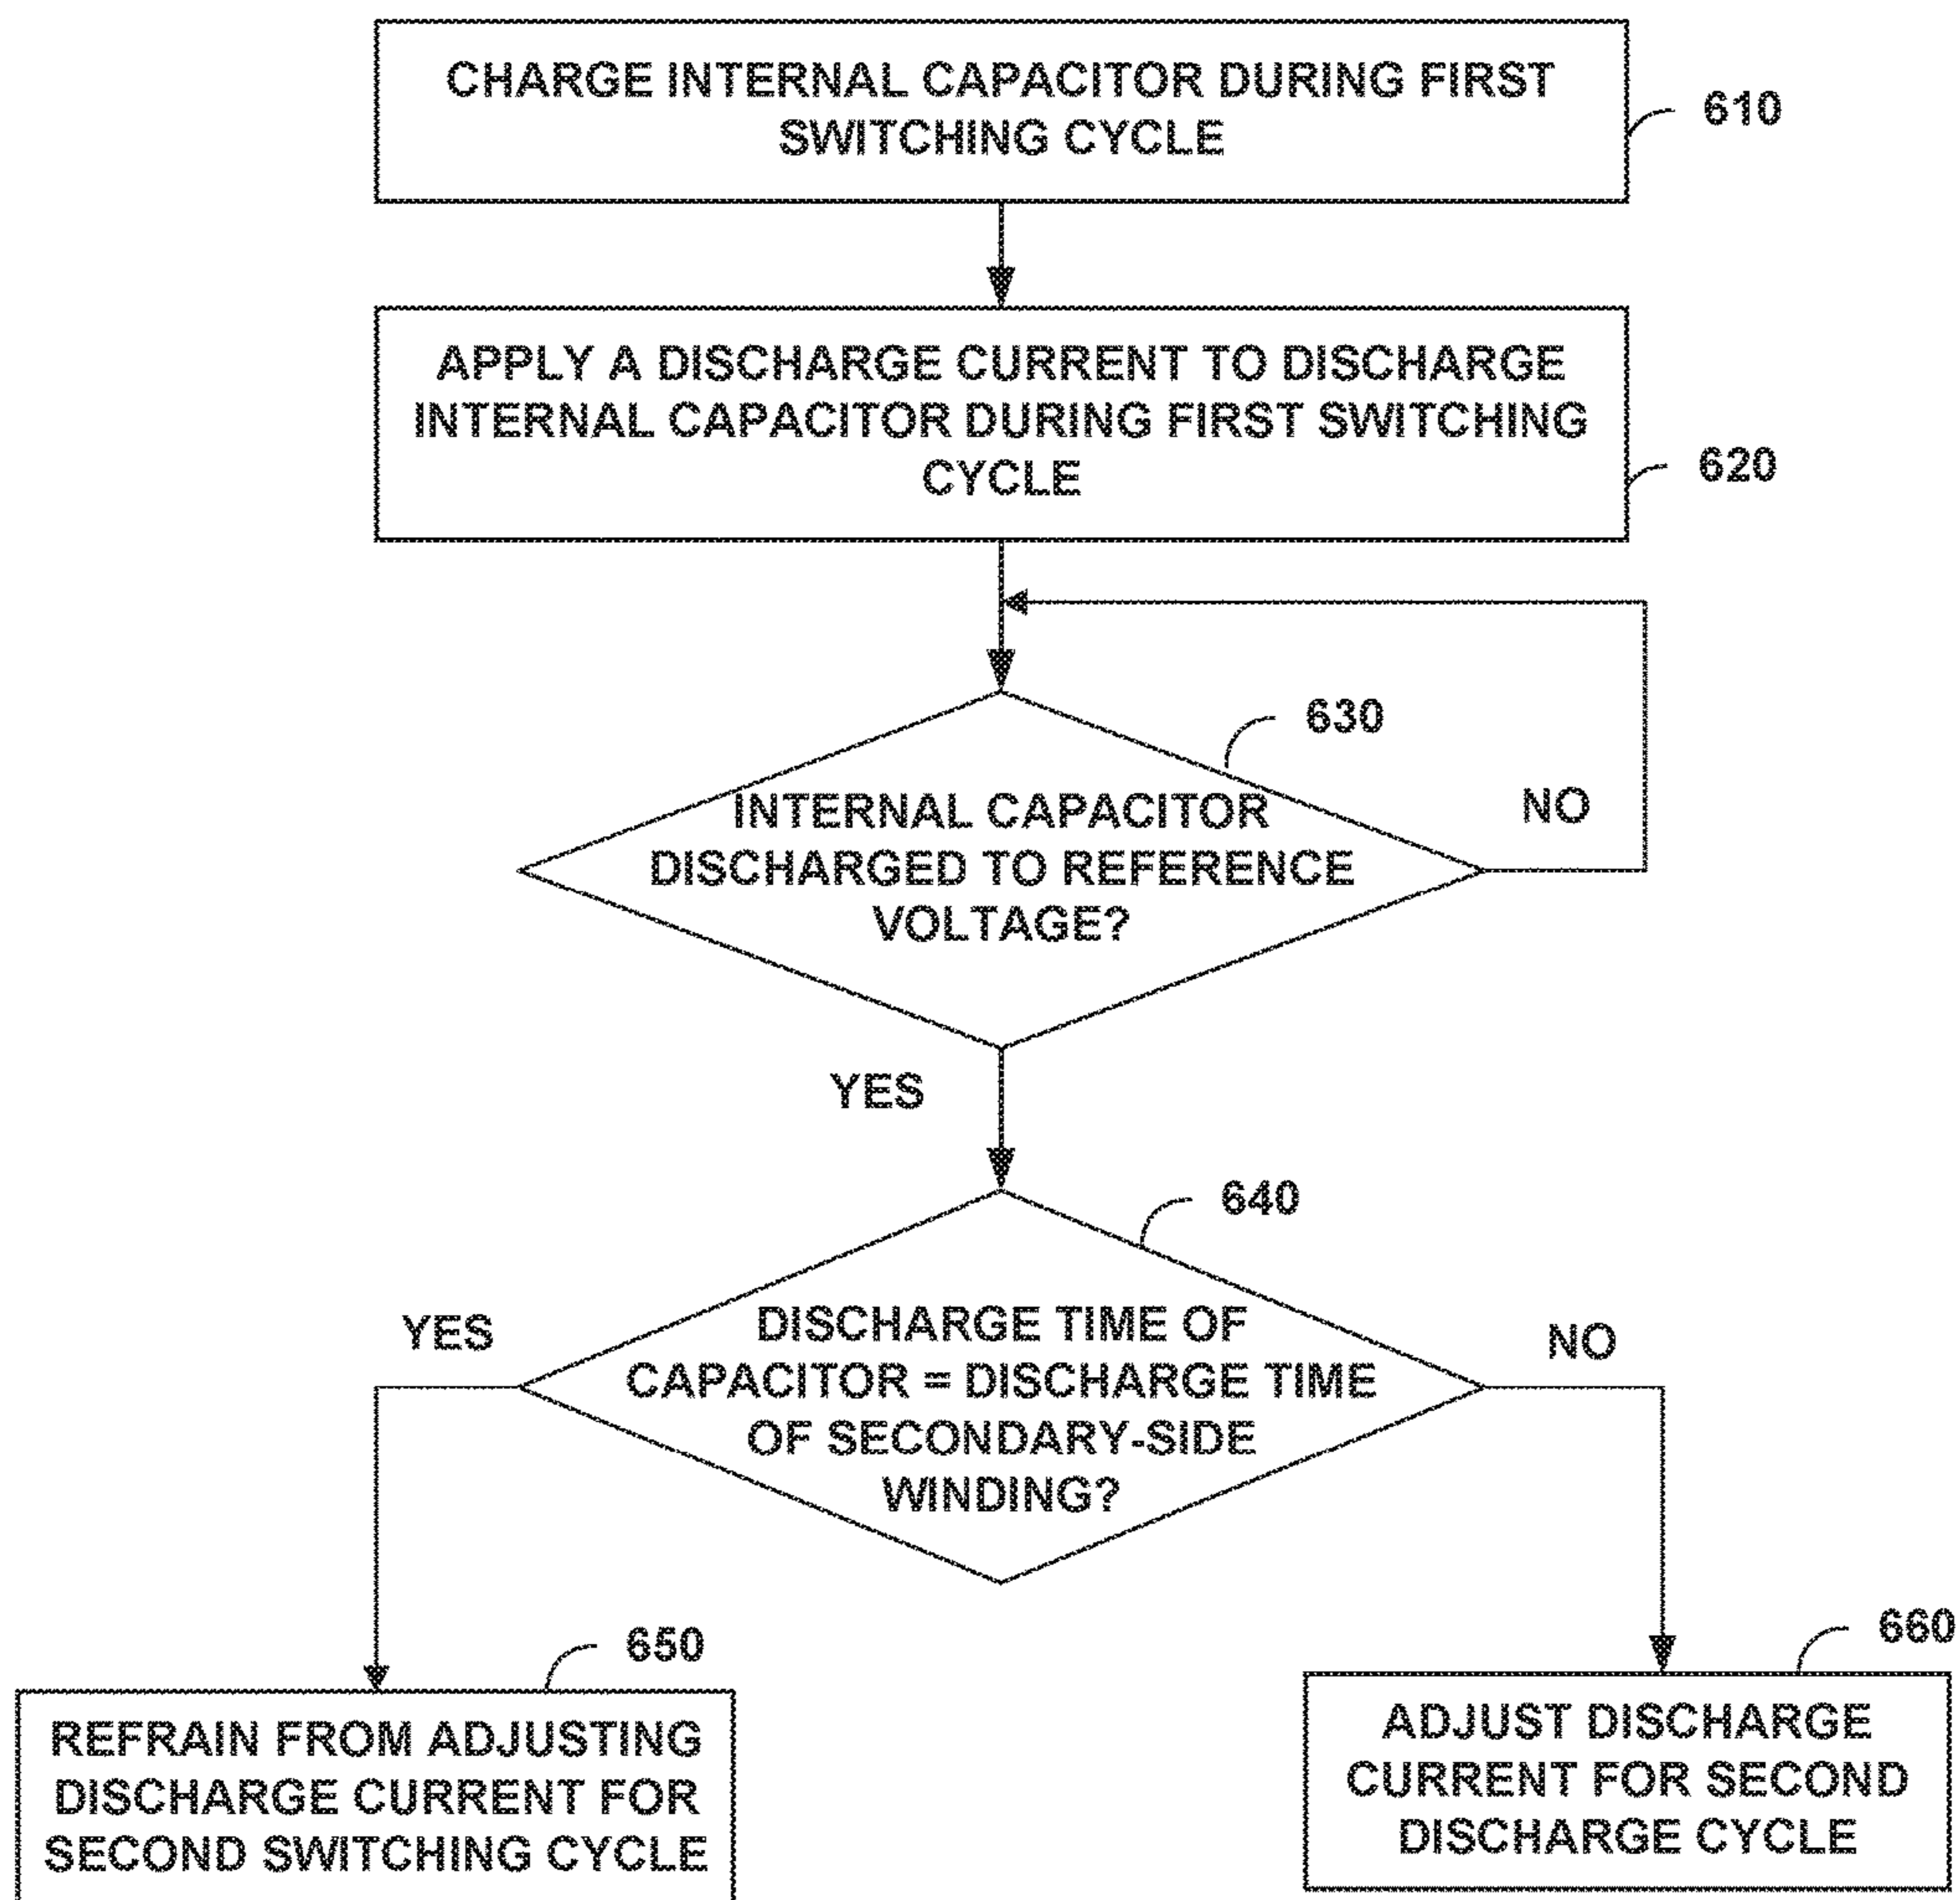 CHARGE INTERNAL CAPACITOR DURING FIRST
SWITCHING CYCLE
610
APPLY A DISCHARGE CURRENT TO DISCHARGE
INTERNAL CAPACITOR DURING FIRST SWITCHING
CYCLE
620
630
INTERNAL CAPACITOR
DISCHARGED TO REFERENCE
VOLTAGE?
NO
YES
640
DISCHARGE TIME OF
CAPACITOR = DISCHARGE TIME
OF SECONDARY-SIDE
WINDING?
YES
NO
650
REFRAIN FROM ADJUSTING
DISCHARGE CURRENT FOR
SECOND SWITCHING CYCLE
660
ADJUST DISCHARGE
CURRENT FOR SECOND
DISCHARGE CYCLE